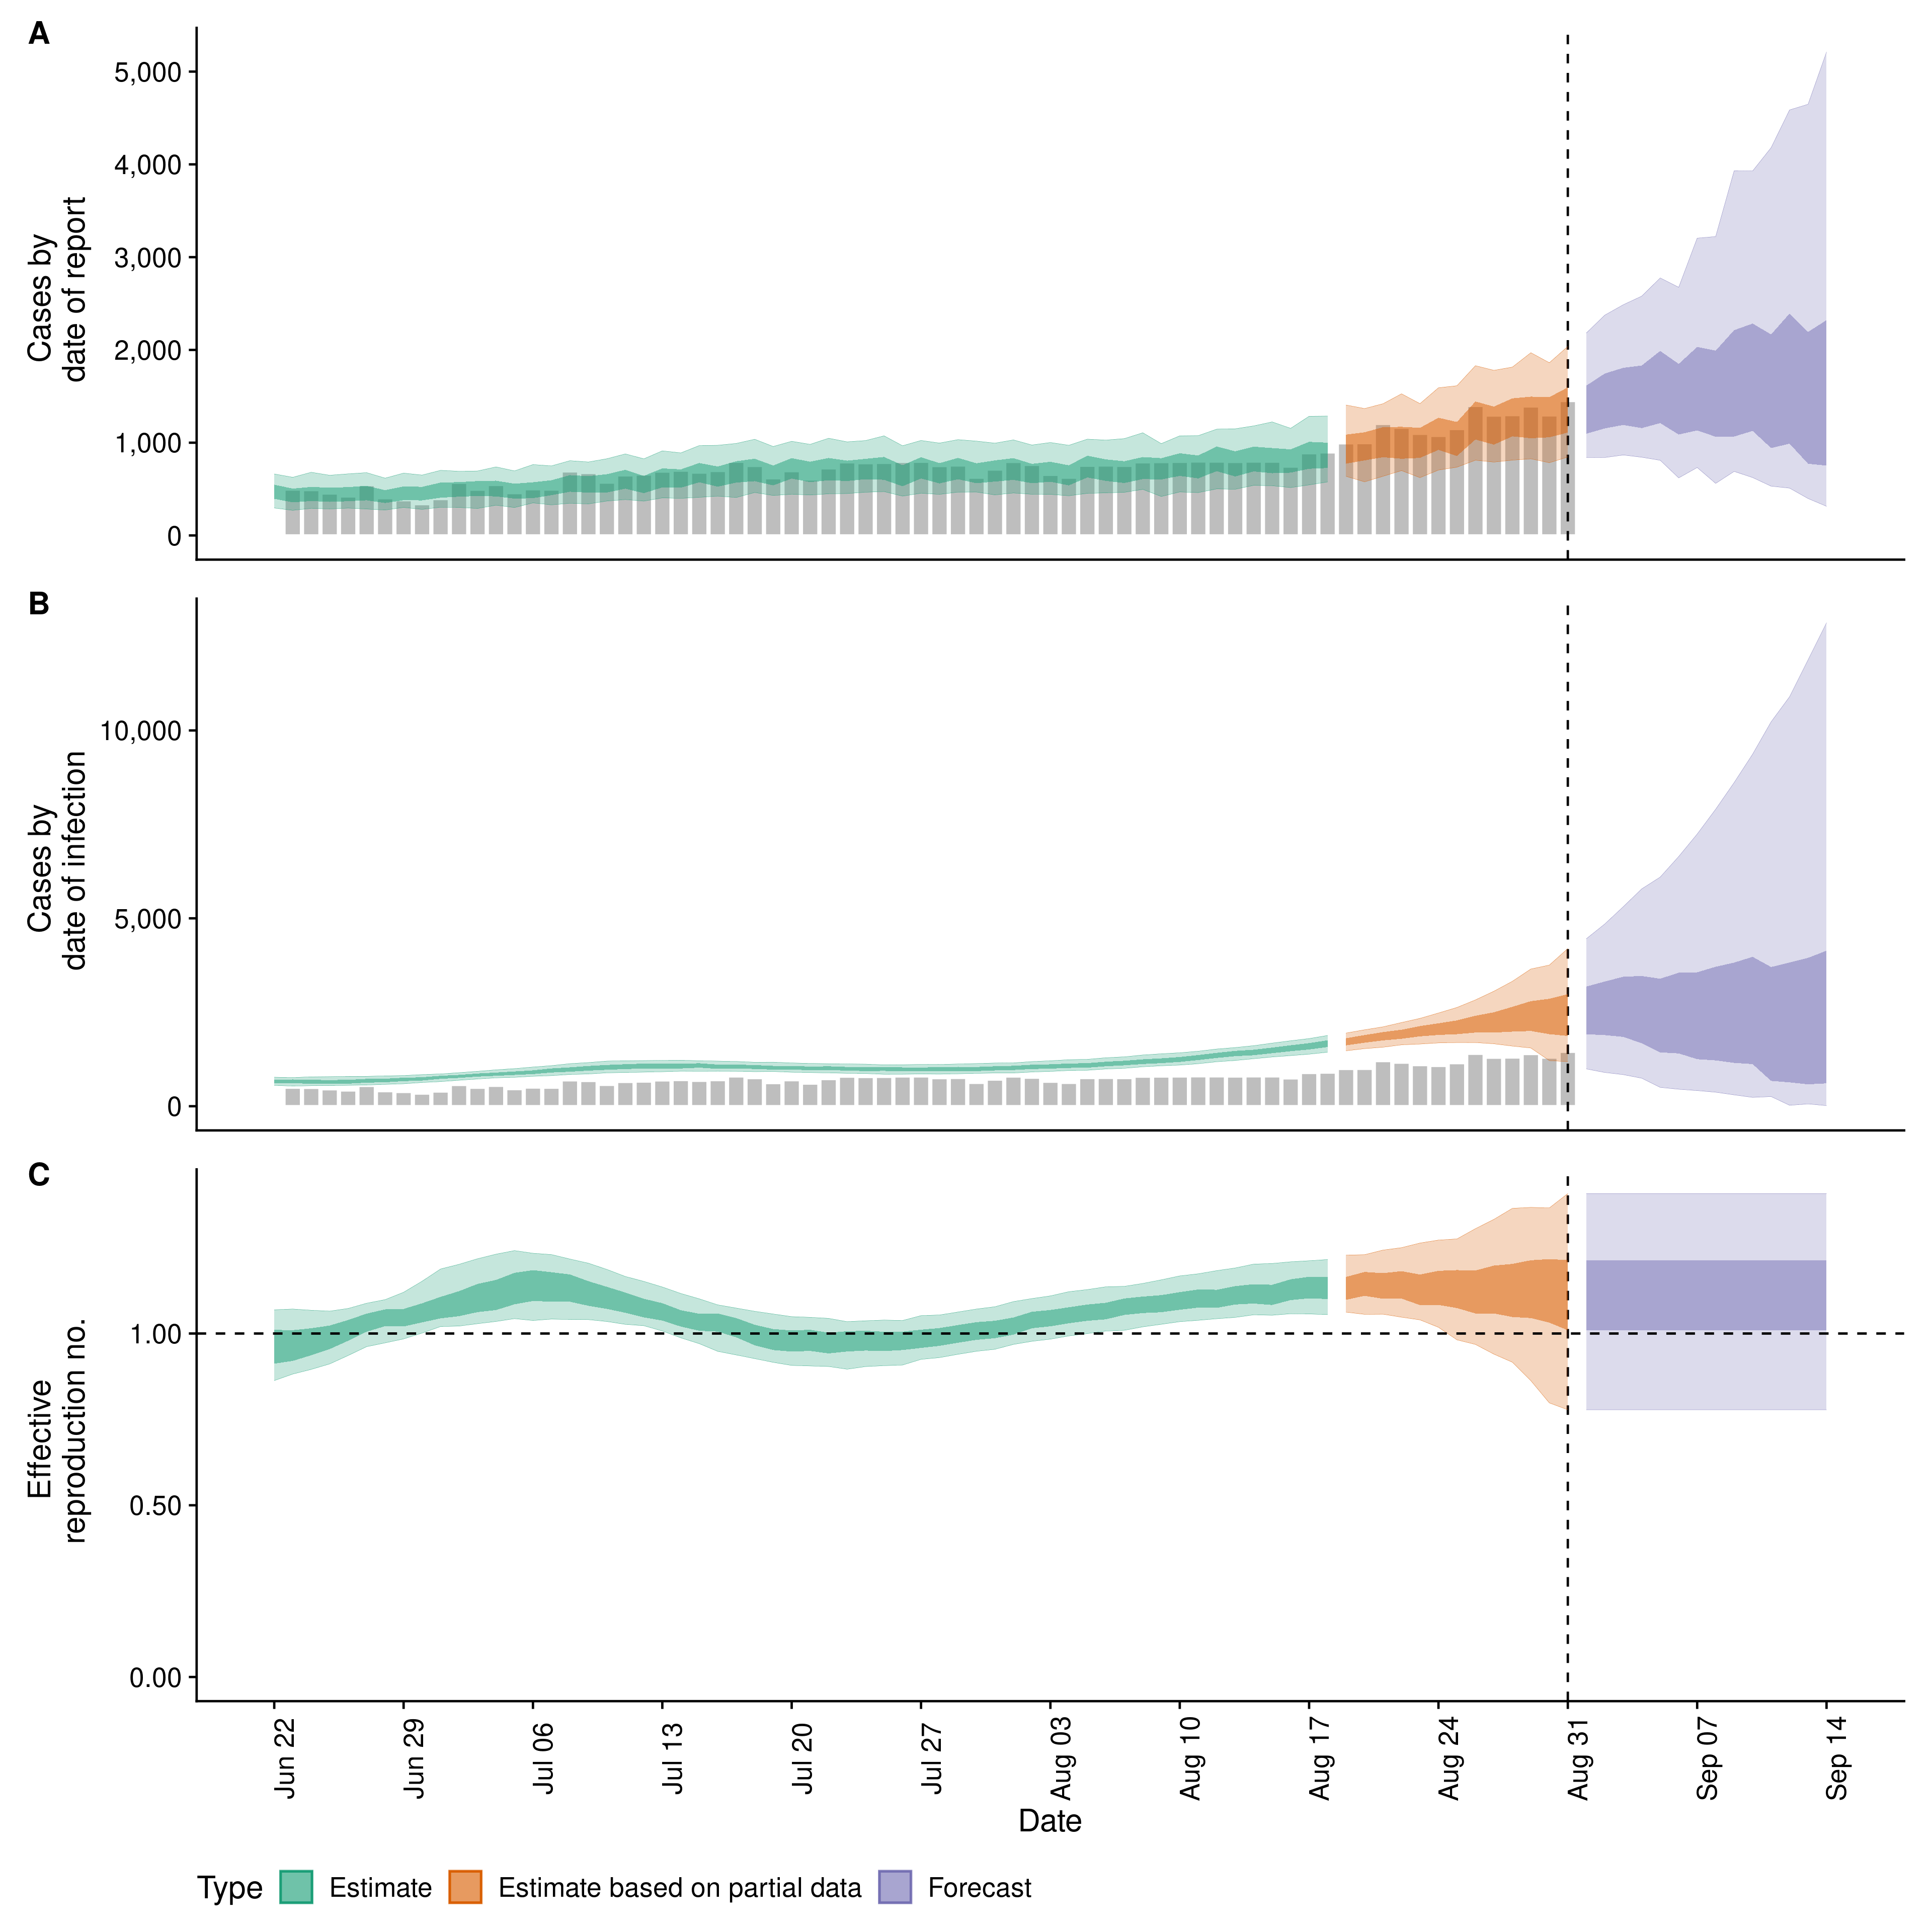 A
5,000
4,000
3,000
2,000
1,000
0
Cases by
date of report
B
10,000
5,000
0
Cases by
date of infection
C
1.00
0.50
0.00
Effective
reproduction no.
Jun 22
Jun 29
Jul 06
Jul 13
Jul 20
Jul 27
Aug 03
Aug 10
Aug 17
Aug 24
Aug 31
Sep 07
Sep 14
Date
Type Estimate Estimate based on partial data Forecast